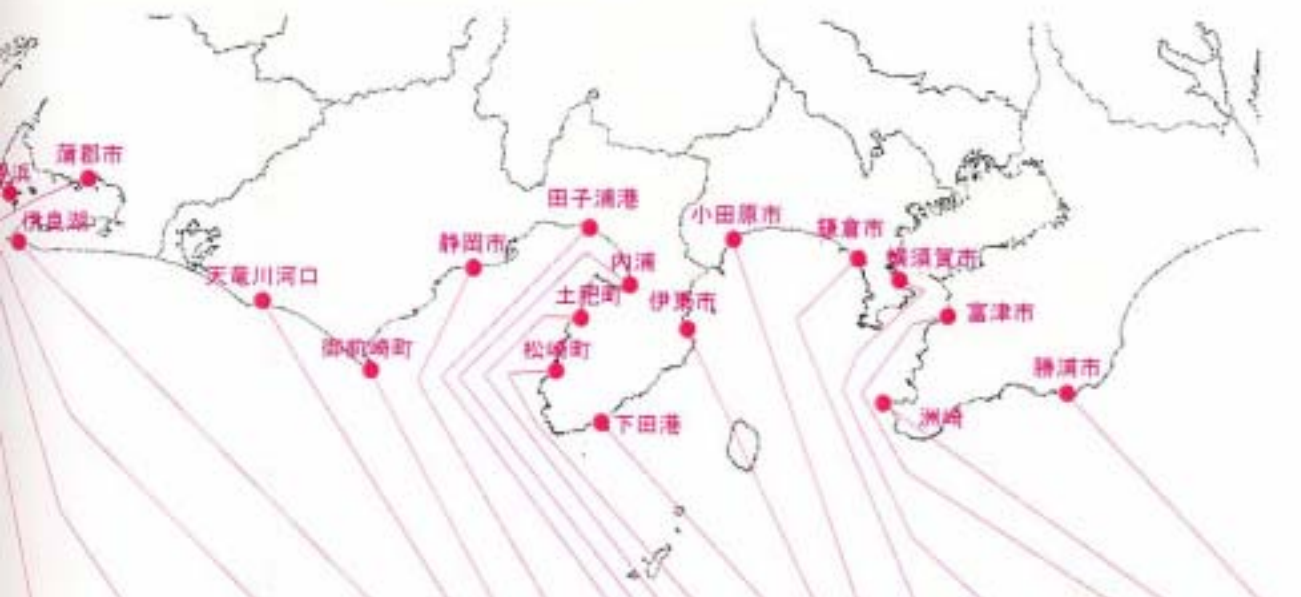 蒲郡市
浜
伊良湖
天竜川河口
御前崎町
静岡市
田子浦港
内浦
土肥町
松崎町
下田港
伊東市
小田原市
鎌倉市
横須賀市
富津市
洲崎
勝浦市